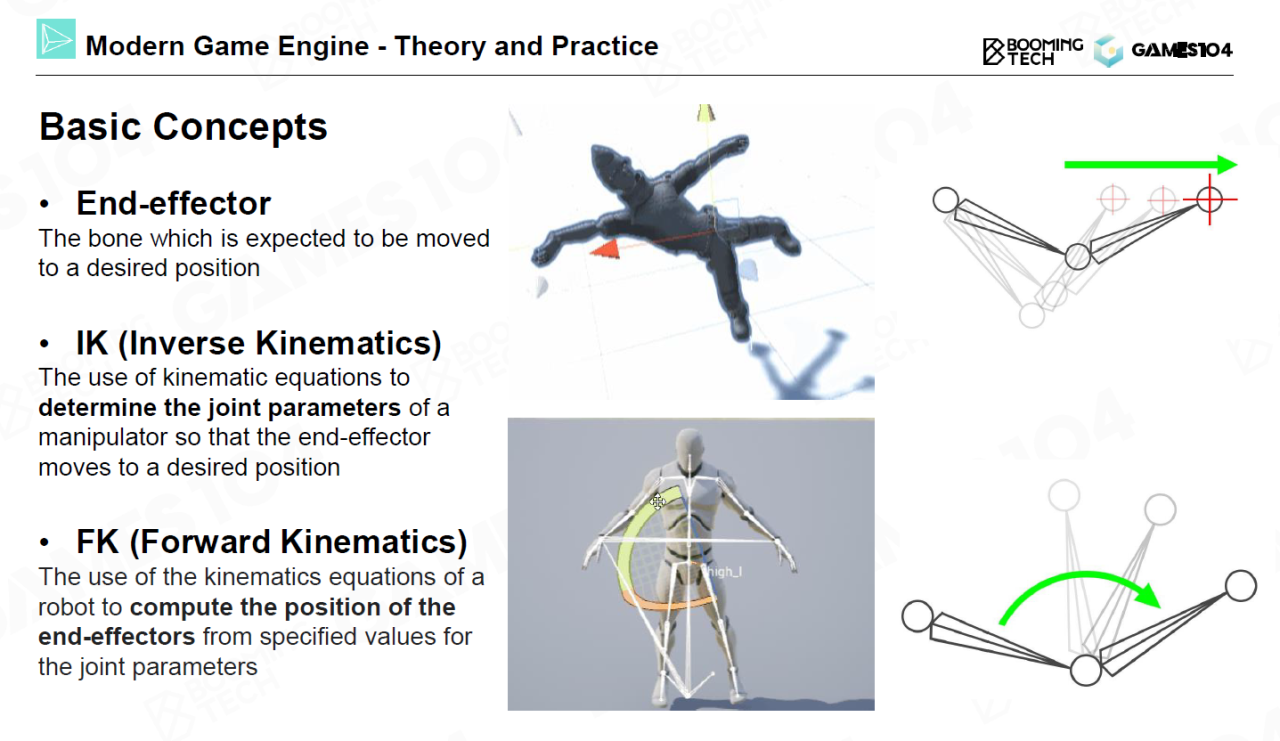 Modern Game Engine - Theory and Practice
BOOMING
TECH
GAMES104
Basic Concepts
• End-effector
The bone which is expected to be moved
to a desired position
• IK (Inverse Kinematics)
The use of kinematic equations to
determine the joint parameters of a
manipulator so that the end-effector
moves to a desired position
• FK (Forward Kinematics)
The use of the kinematics equations of a
robot to compute the position of the
end-effectors from specified values for
the joint parameters
thigh_l